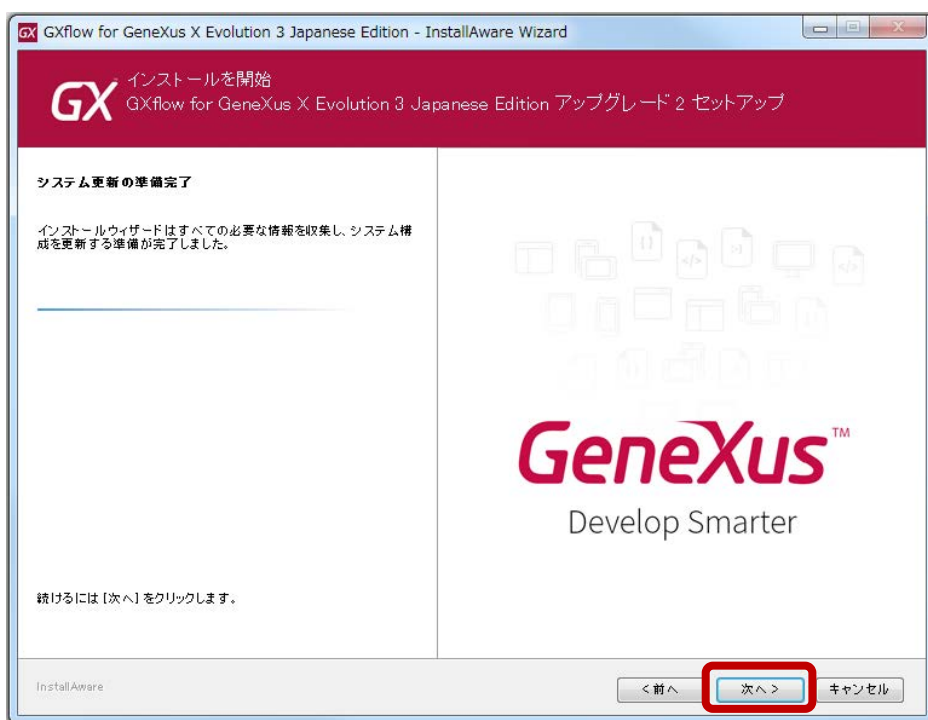 GX GXflow for GeneXus X Evolution 3 Japanese Edition - InstallAware Wizard
GX
インストールを開始
GXflow for GeneXus X Evolution 3 Japanese Edition アップグレード 2 セットアップ
システム更新の準備完了
インストールウィザードはすべての必要な情報を収集し、システム構
成を更新する準備が完了しました。
GeneXus™
Develop Smarter
続けるには [次へ] をクリックします。
InstallAware
< 前へ
次へ >
キャンセル